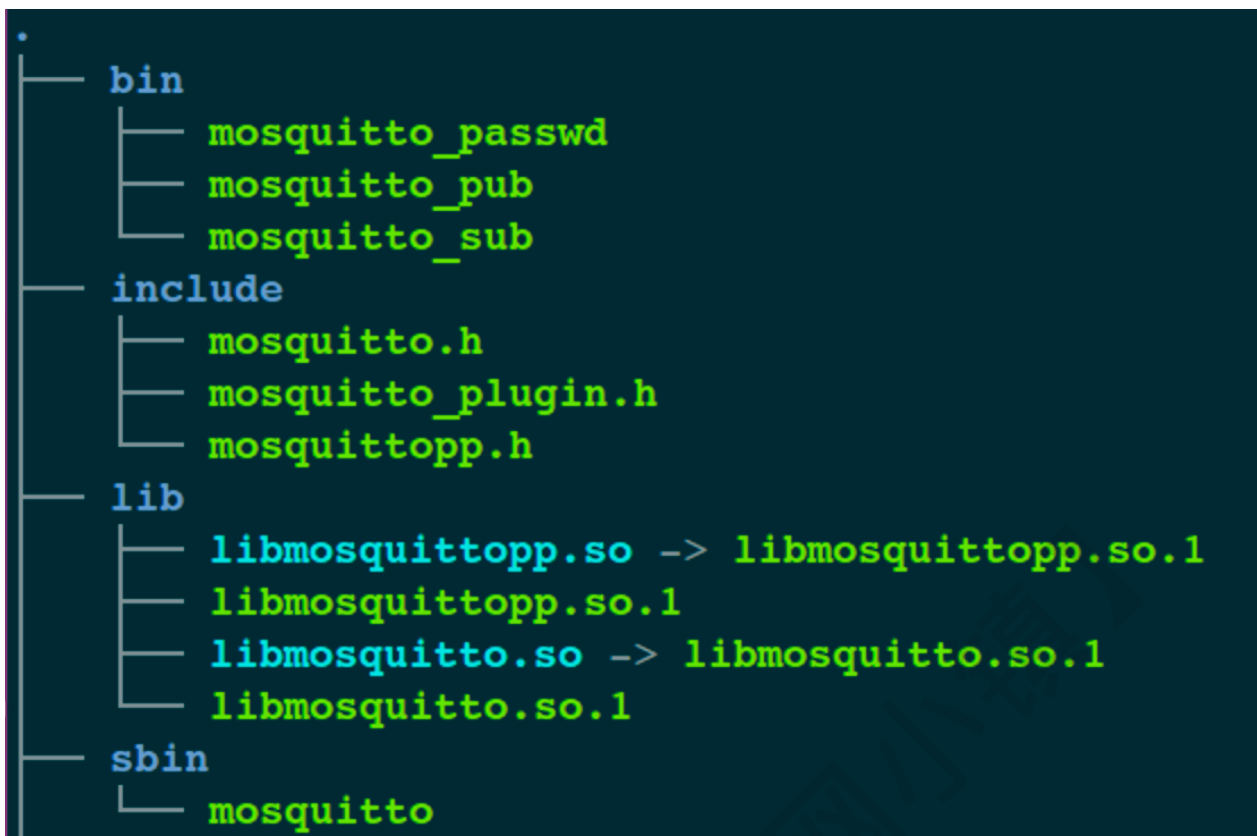 .
├── bin
│   ├── mosquitto_passwd
│   ├── mosquitto_pub
│   └── mosquitto_sub
├── include
│   ├── mosquitto.h
│   ├── mosquitto_plugin.h
│   └── mosquittopp.h
├── lib
│   ├── libmosquittopp.so -> libmosquittopp.so.1
│   ├── libmosquittopp.so.1
│   ├── libmosquitto.so -> libmosquitto.so.1
│   └── libmosquitto.so.1
├── sbin
│   └── mosquitto